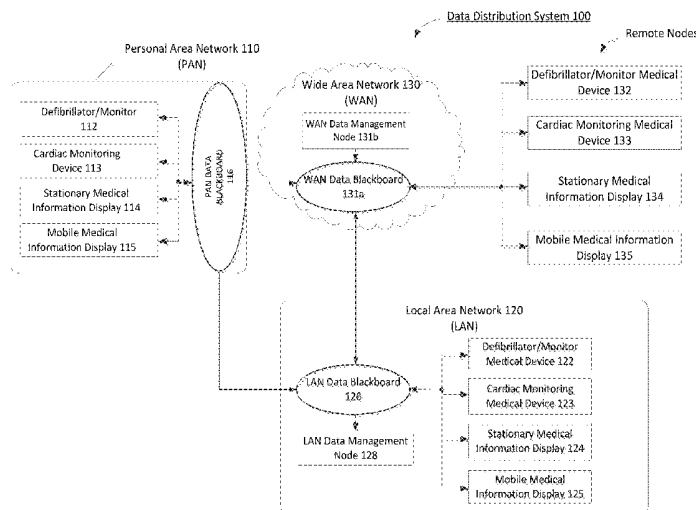 Data Distribution System 100
Remote Nodes
Personal Area Network 110
(PAN)
Defibrillator/Monitor
112
Cardiac Monitoring
Device 113
Stationary Medical
Information Display 114
Mobile Medical
Information Display 115
PAN DATA
BLACKBOARD
116
Wide Area Network 130
(WAN)
WAN Data Management
Node 131b
WAN Data Blackboard
131a
Defibrillator/Monitor Medical
Device 132
Cardiac Monitoring Medical
Device 133
Stationary Medical
Information Display 134
Mobile Medical Information
Display 135
Local Area Network 120
(LAN)
LAN Data Blackboard
126
LAN Data Management
Node 128
Defibrillator/Monitor
Medical Device 122
Cardiac Monitoring
Medical Device 123
Stationary Medical
Information Display 124
Mobile Medical
Information Display 125